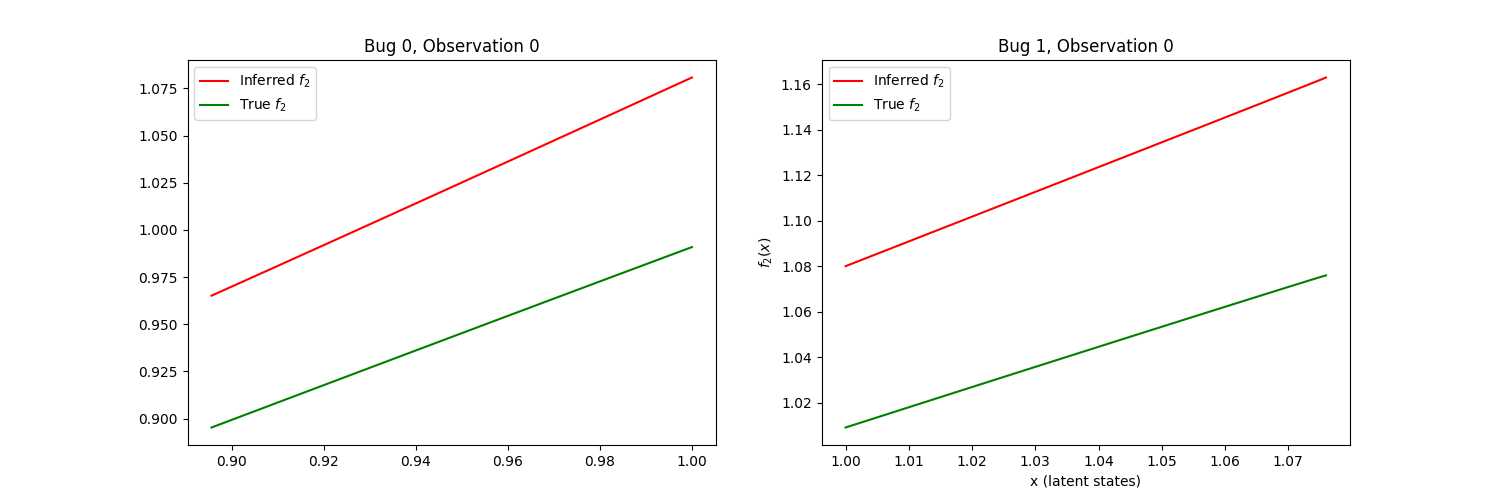 Bug 0, Observation 0
Inferred f₂
True f₂
1.075
1.050
1.025
1.000
0.975
0.950
0.925
0.900
0.90 0.92 0.94 0.96 0.98 1.00
Bug 1, Observation 0
Inferred f₂
True f₂
f₂(x)
1.16
1.14
1.12
1.10
1.08
1.06
1.04
1.02
1.00 1.01 1.02 1.03 1.04 1.05 1.06 1.07
x (latent states)